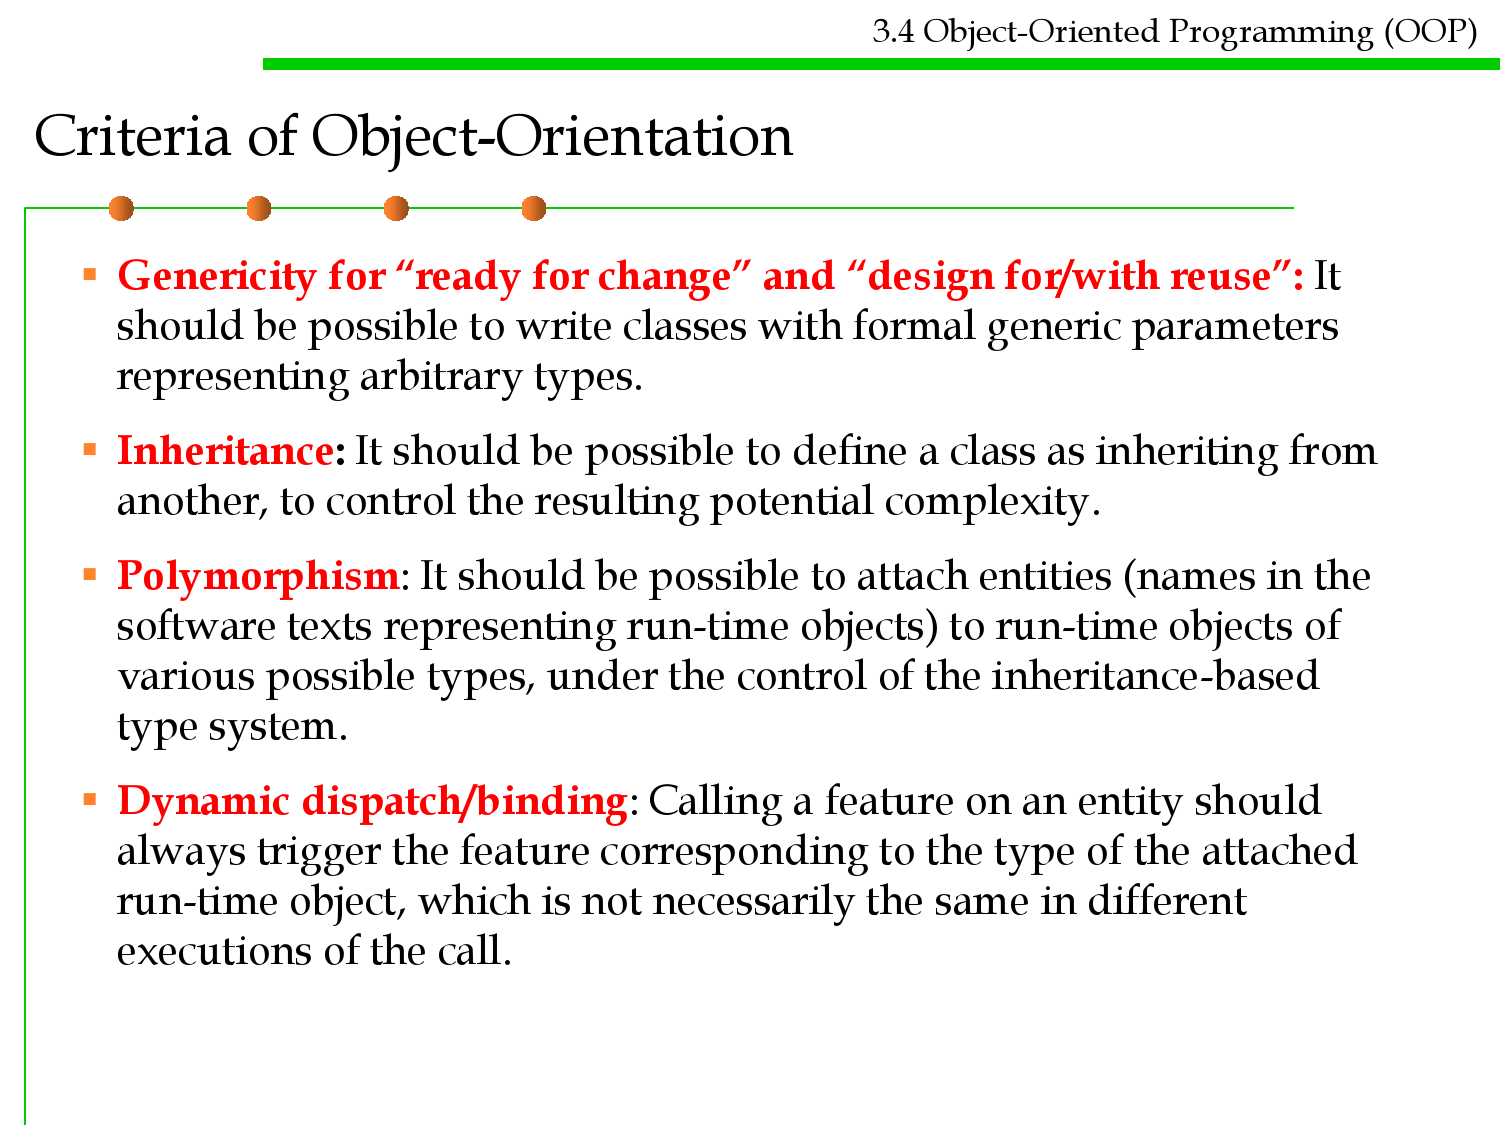 3.4 Object-Oriented Programming (OOP)
Criteria of Object-Orientation
▪ Genericity for “ready for change” and “design for/with reuse”: It
should be possible to write classes with formal generic parameters
representing arbitrary types.
▪ Inheritance: It should be possible to define a class as inheriting from
another, to control the resulting potential complexity.
▪ Polymorphism: It should be possible to attach entities (names in the
software texts representing run-time objects) to run-time objects of
various possible types, under the control of the inheritance-based
type system.
▪ Dynamic dispatch/binding: Calling a feature on an entity should
always trigger the feature corresponding to the type of the attached
run-time object, which is not necessarily the same in different
executions of the call.